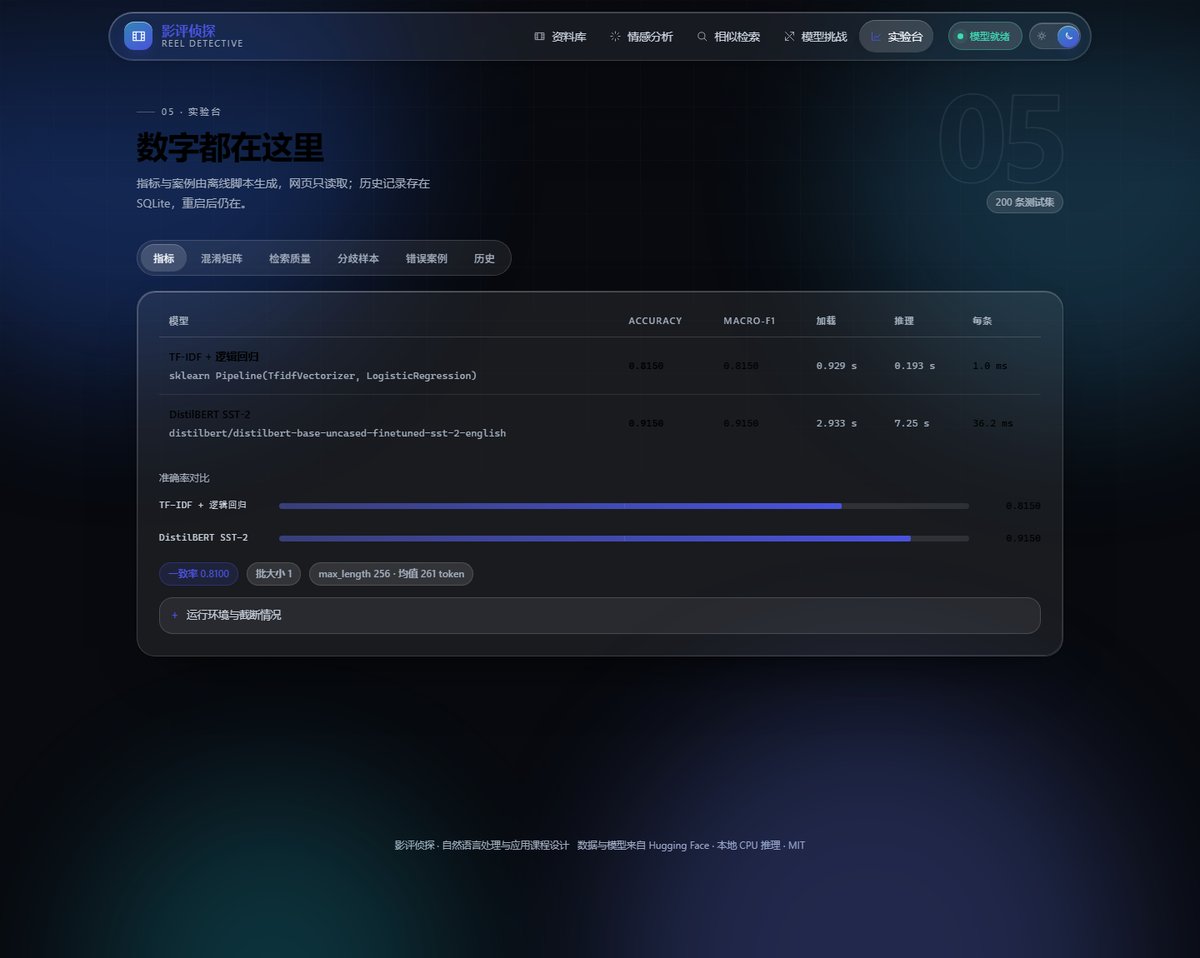 影评侦探
REEL DETECTIVE
资料库 情感分析 相似检索 模型挑战 实验台 模型就绪
05 · 实验台
05
数字都在这里
指标与案例由离线脚本生成，网页只读取；历史记录存在
SQLite，重启后仍在。
200 条测试集
指标 混淆矩阵 检索质量 分歧样本 错误案例 历史
模型 ACCURACY MACRO-F1 加载 推理 每条
TF-IDF + 逻辑回归
sklearn Pipeline(TfidfVectorizer, LogisticRegression)
0.8150 0.8150 0.929 s 0.193 s 1.0 ms
DistilBERT SST-2
distilbert/distilbert-base-uncased-finetuned-sst-2-english
0.9150 0.9150 2.933 s 7.25 s 36.2 ms
准确率对比
TF-IDF + 逻辑回归 0.8150
DistilBERT SST-2 0.9150
一致率 0.8100 批大小 1 max_length 256 · 均值 261 token
+ 运行环境与截断情况
影评侦探 · 自然语言处理与应用课程设计 数据与模型来自 Hugging Face · 本地 CPU 推理 · MIT